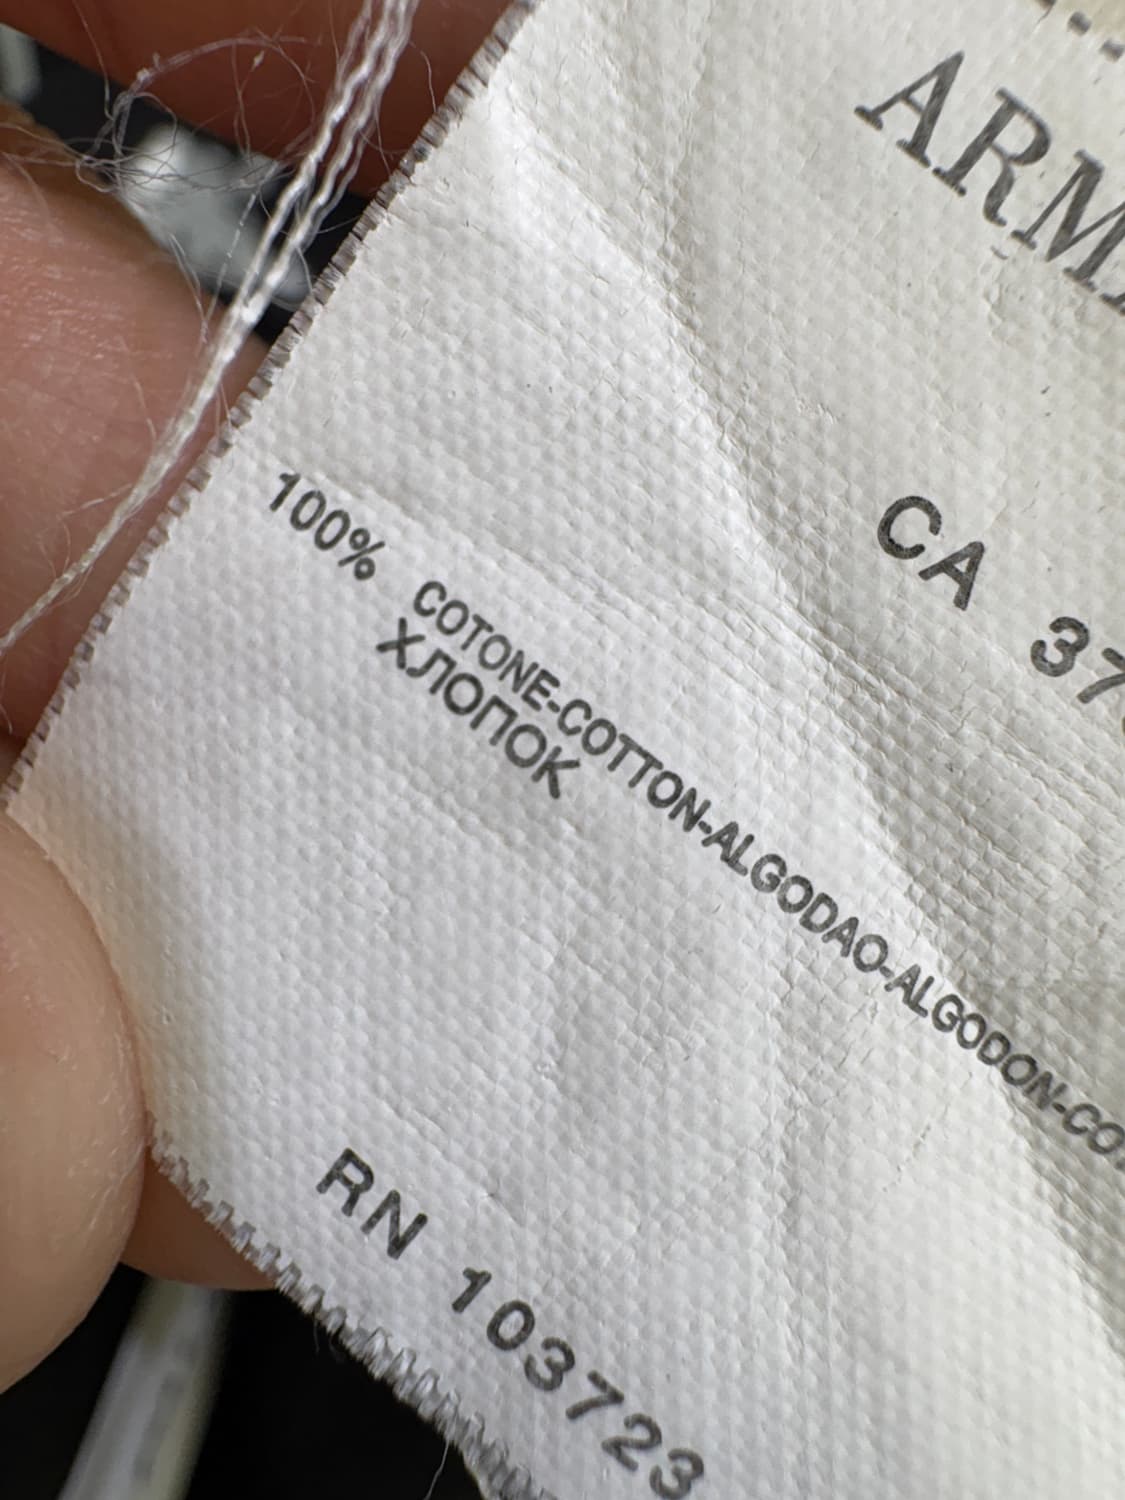 ARM
CA 37
100% COTONE-COTTON-ALGODAO-ALGODON-CO
ХЛОПОК
RN 103723